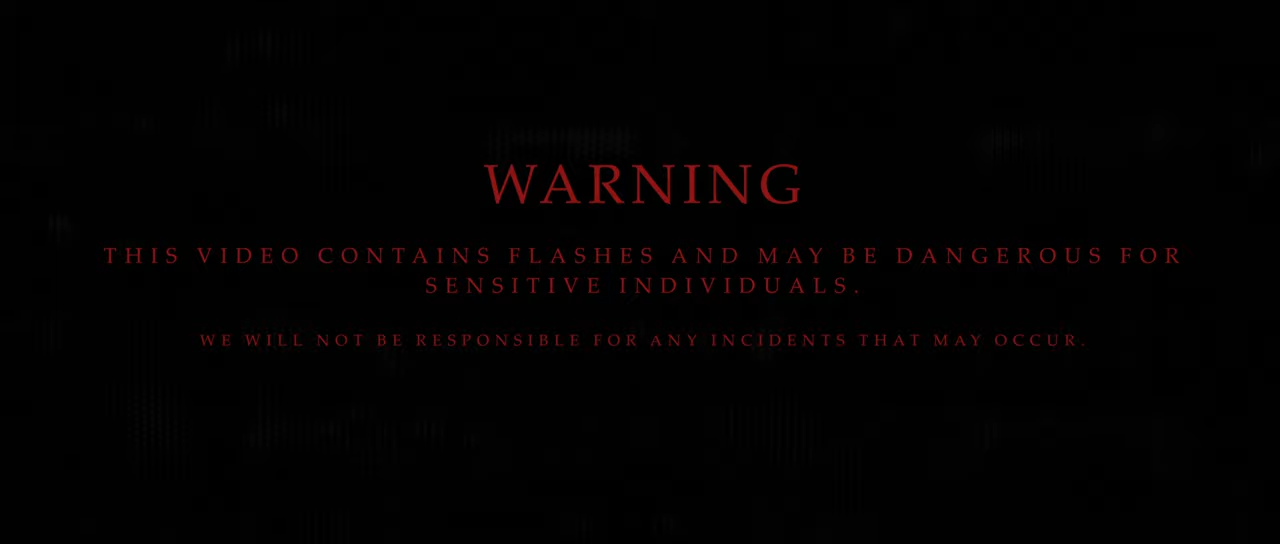 WARNING
THIS VIDEO CONTAINS FLASHES AND MAY BE DANGEROUS FOR
SENSITIVE INDIVIDUALS.
WE WILL NOT BE RESPONSIBLE FOR ANY INCIDENTS THAT MAY OCCUR.